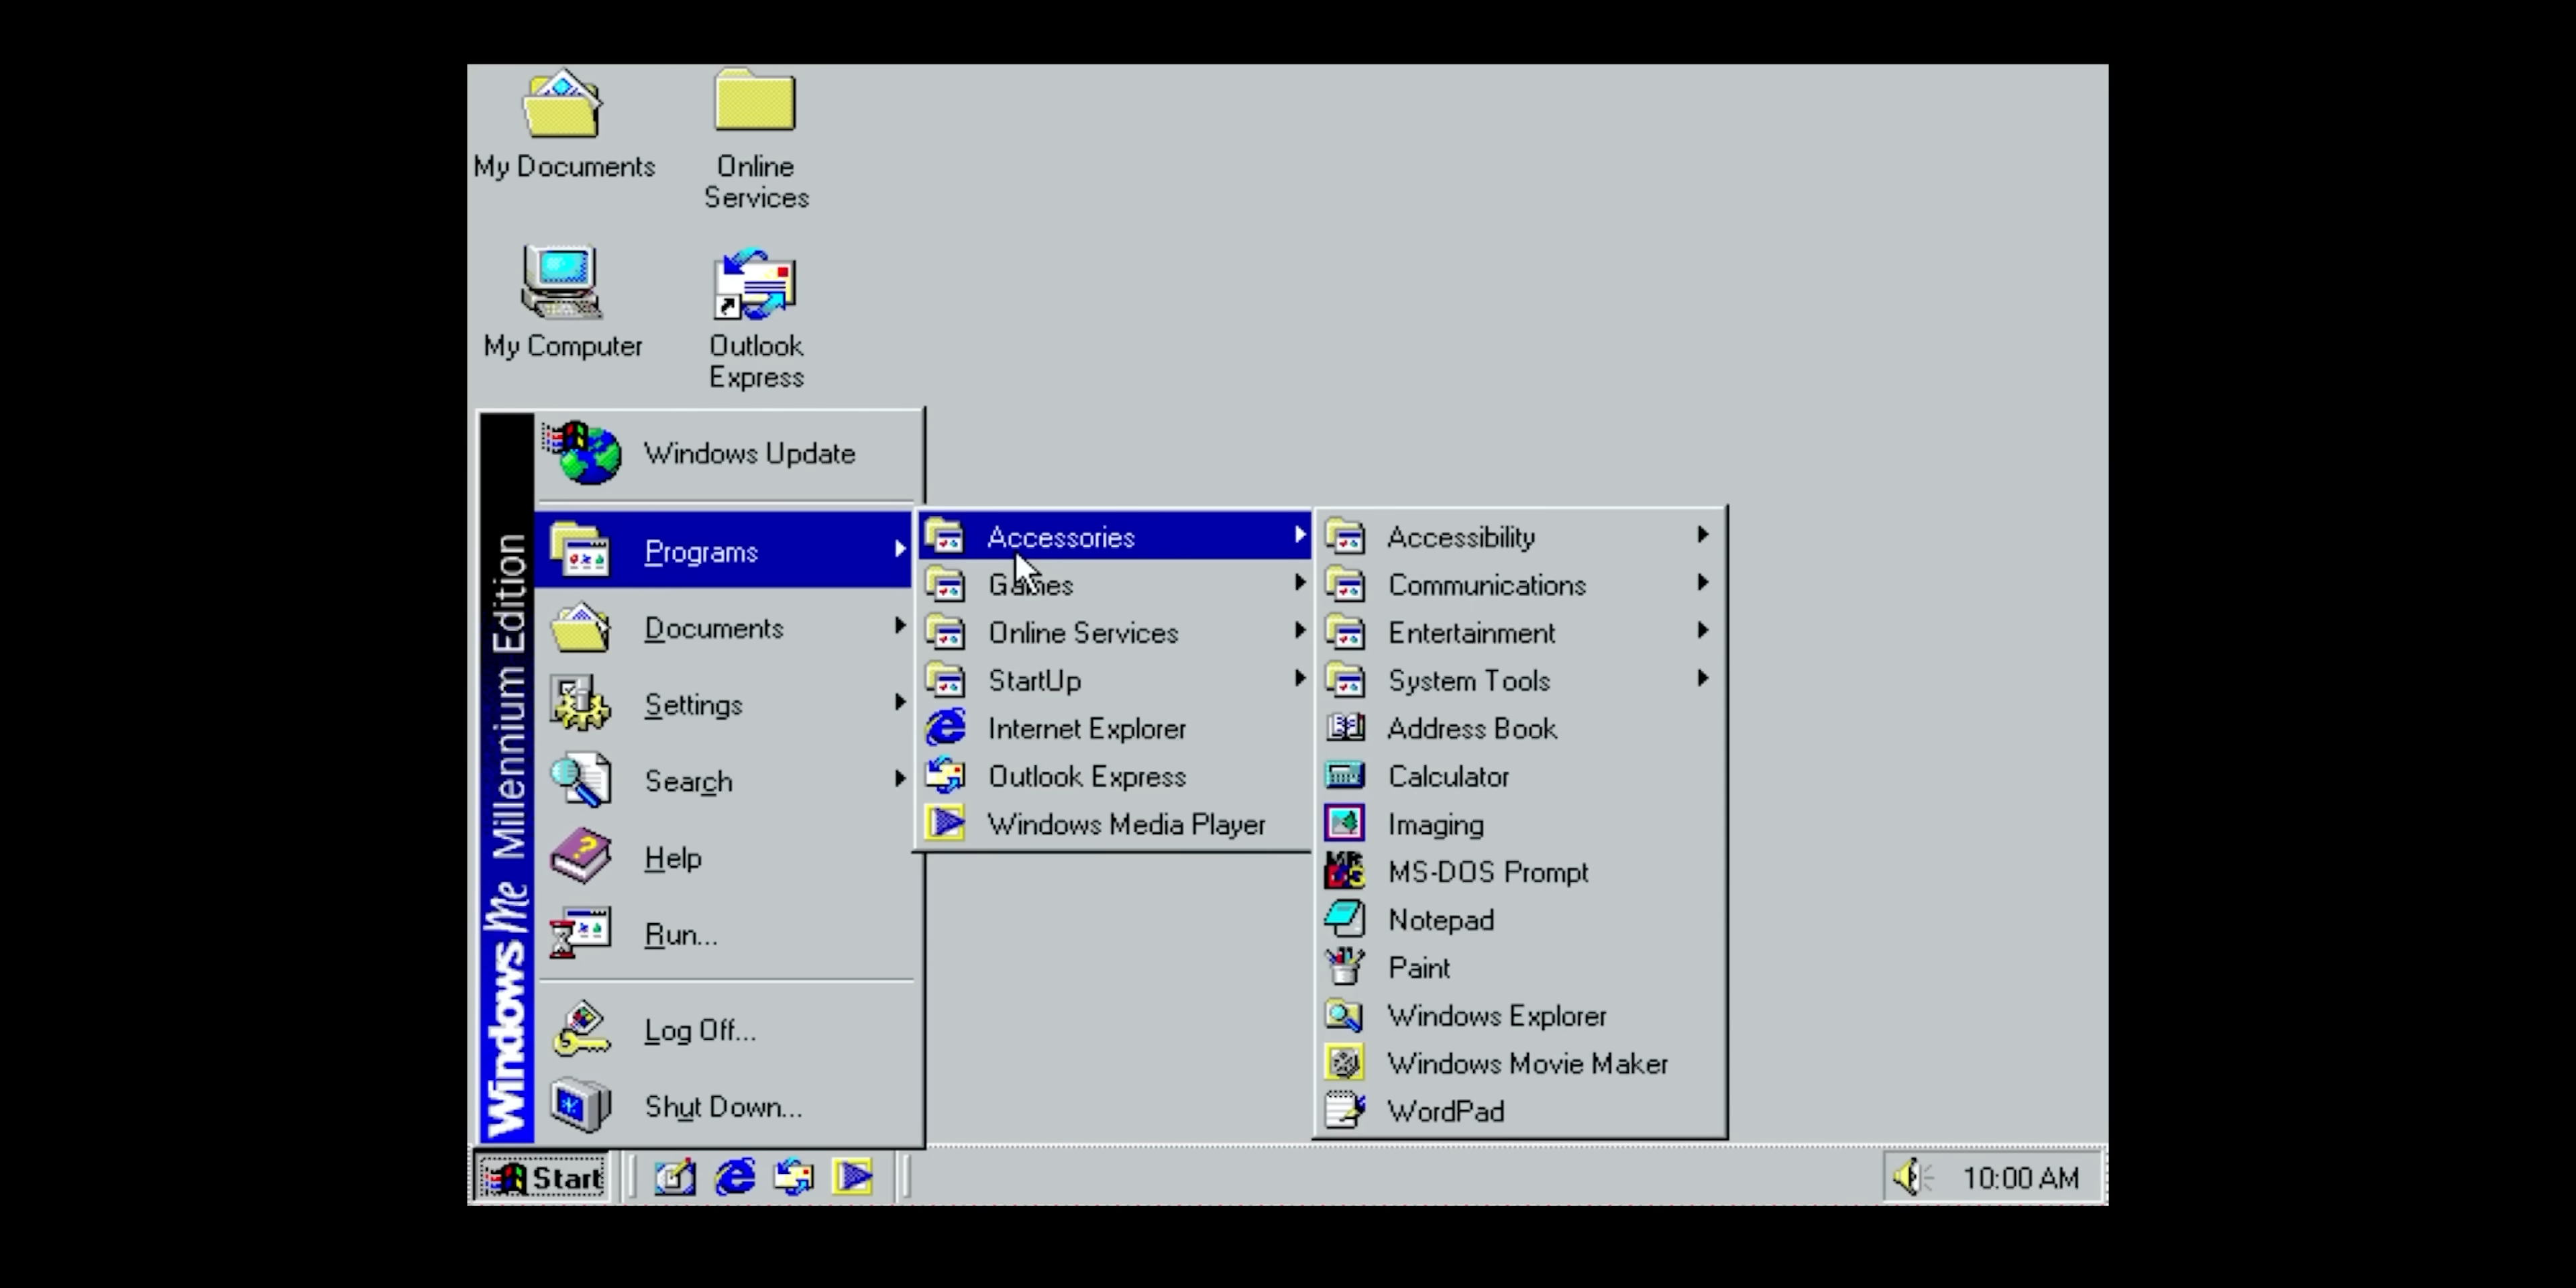 My Documents
Online
Services
My Computer
Outlook
Express
Windows Update
Programs
Documents
Settings
Search
Help
Run...
Log Off...
Shut Down...
Windows Me Millennium Edition
Accessories
Games
Online Services
StartUp
Internet Explorer
Outlook Express
Windows Media Player
Accessibility
Communications
Entertainment
System Tools
Address Book
Calculator
Imaging
MS-DOS Prompt
Notepad
Paint
Windows Explorer
Windows Movie Maker
WordPad
Start
10:00 AM